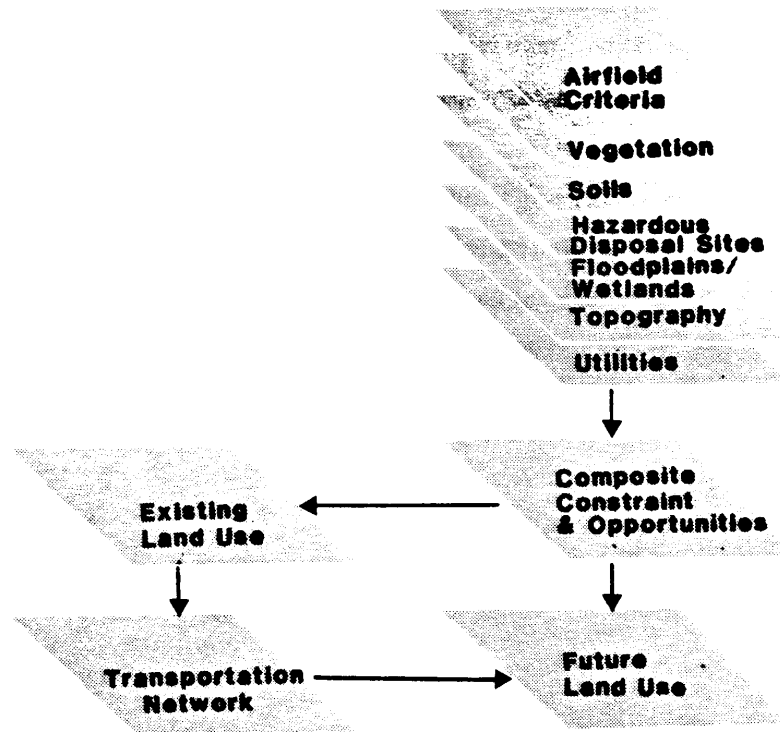 Airfield
Criteria
Vegetation
Soils
Hazardous
Disposal Sites
Floodplains/
Wetlands
Topography
Utilities
Composite
Constraint
& Opportunities
Existing
Land Use
Transportation
Network
Future
Land Use